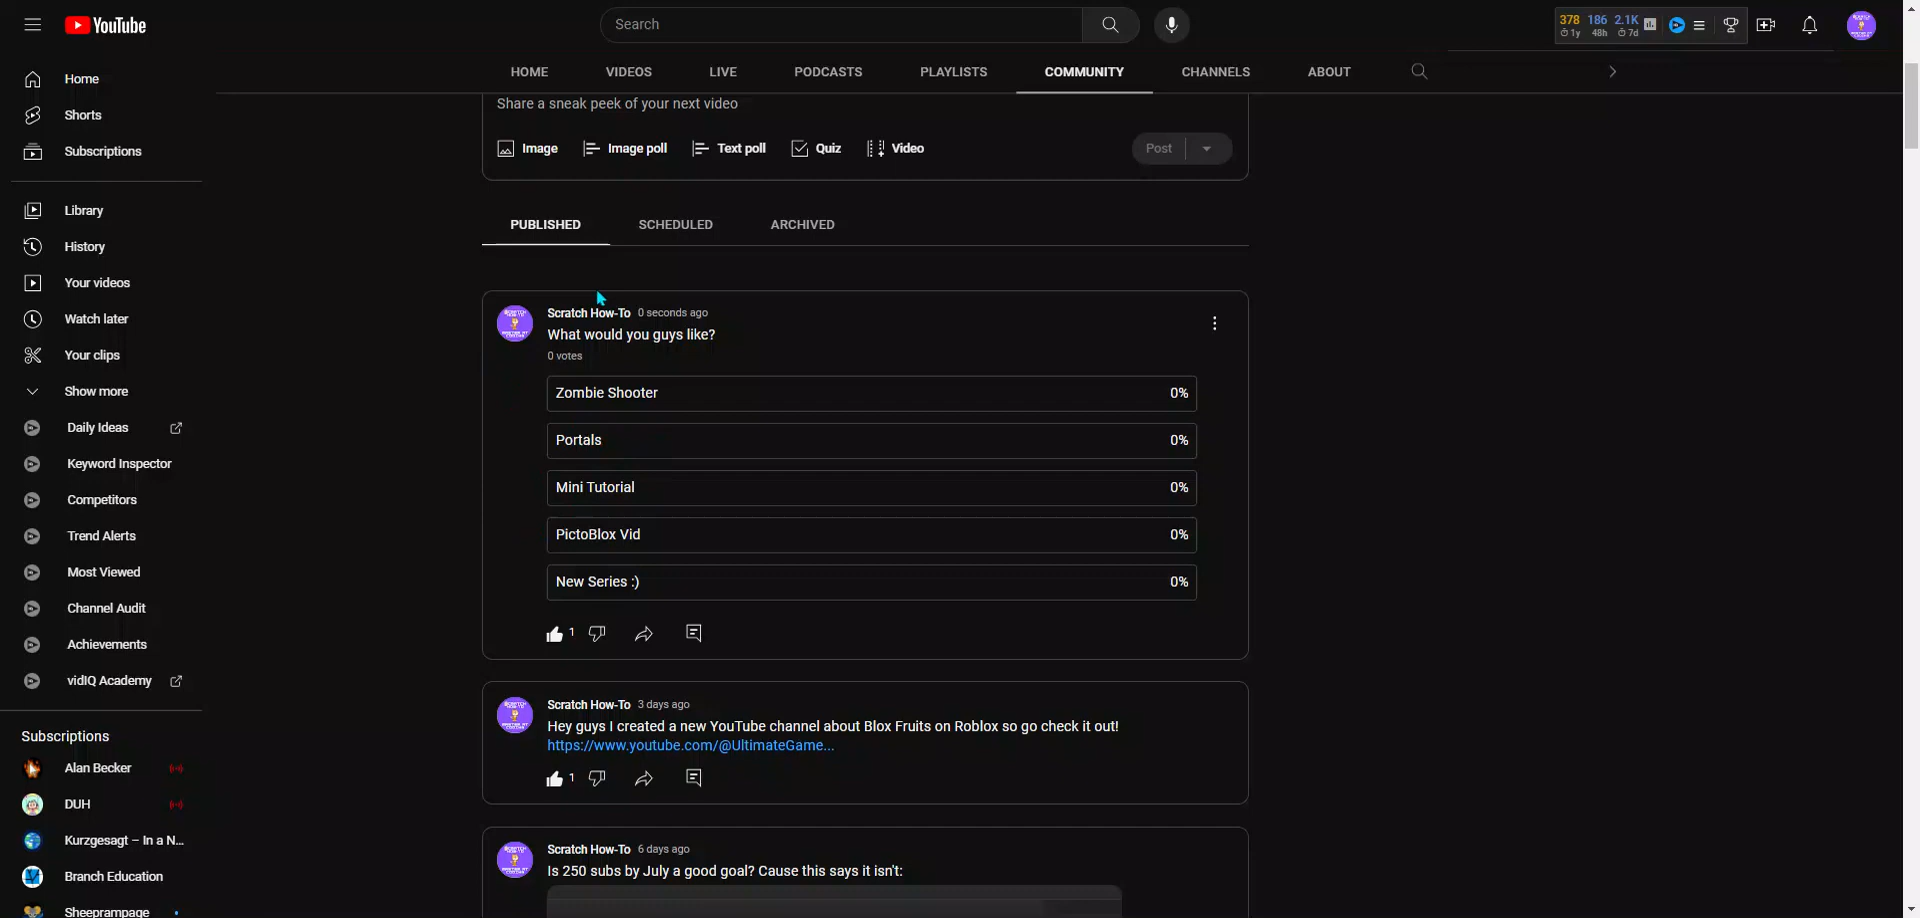 YouTube
Search
378 186 2.1K
1y 48h 7d
HOME VIDEOS LIVE PODCASTS PLAYLISTS COMMUNITY CHANNELS ABOUT
Home
Shorts
Subscriptions
Library
History
Your videos
Watch later
Your clips
Show more
Daily Ideas
Keyword Inspector
Competitors
Trend Alerts
Most Viewed
Channel Audit
Achievements
vidIQ Academy
Subscriptions
Alan Becker
DUH
Kurzgesagt – In a N...
Branch Education
Sheeprampage
Share a sneak peek of your next video
Image Image poll Text poll Quiz Video Post
PUBLISHED SCHEDULED ARCHIVED
Scratch How-To 0 seconds ago
What would you guys like?
0 votes
Zombie Shooter 0%
Portals 0%
Mini Tutorial 0%
PictoBlox Vid 0%
New Series :) 0%
1
Scratch How-To 3 days ago
Hey guys I created a new YouTube channel about Blox Fruits on Roblox so go check it out!
https://www.youtube.com/@UltimateGame...
1
Scratch How-To 6 days ago
Is 250 subs by July a good goal? Cause this says it isn't: